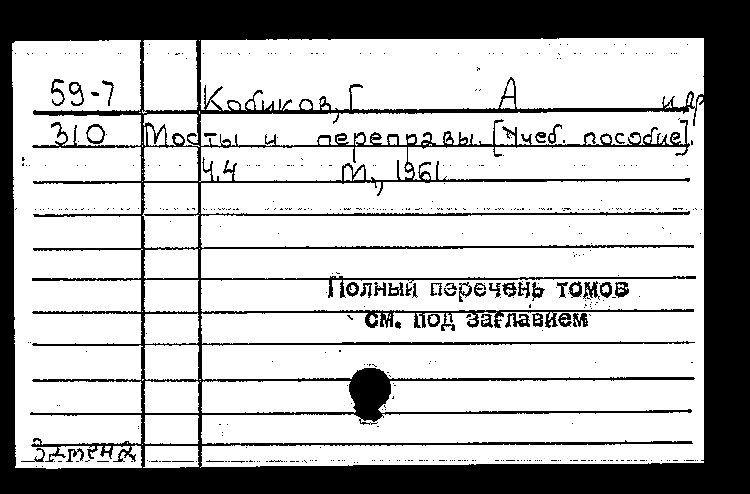 59-7 Кобиков, Г А и др
310 Мосты и переправы. [Учеб. пособие].
Ч.4 М., 1961.
Полный перечень томов
см. под заглавием
Замена